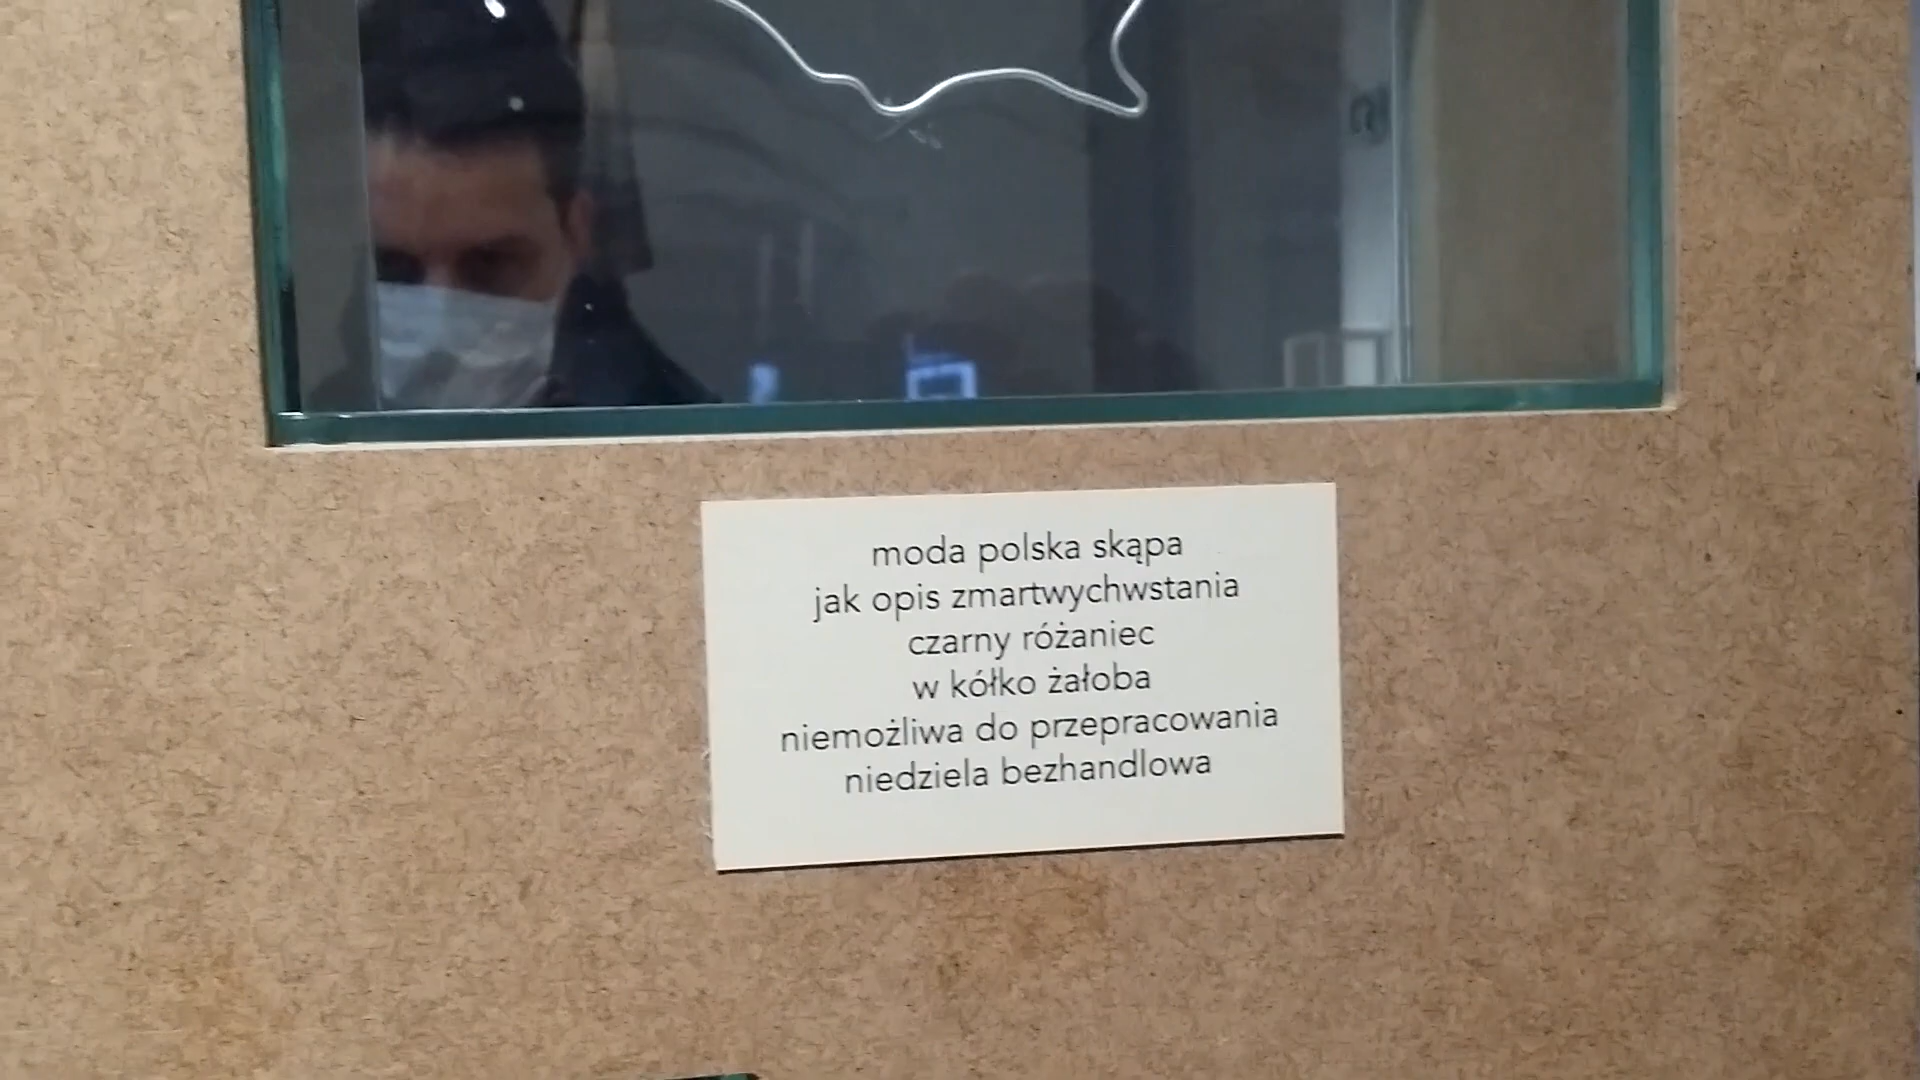 moda polska skąpa
jak opis zmartwychwstania
czarny różaniec
w kółko żałoba
niemożliwa do przepracowania
niedziela bezhandlowa